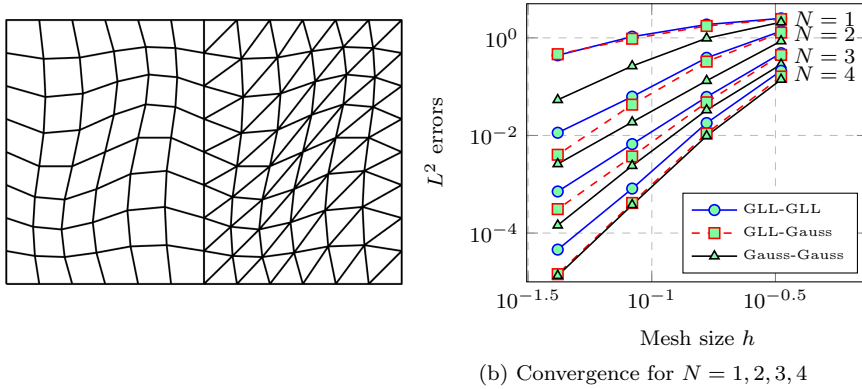 N = 1
N = 2
N = 3
N = 4
10^0
10^{-2}
10^{-4}
L^2 errors
GLL-GLL
GLL-Gauss
Gauss-Gauss
10^{-1.5}
10^{-1}
10^{-0.5}
Mesh size h
(b) Convergence for N = 1, 2, 3, 4